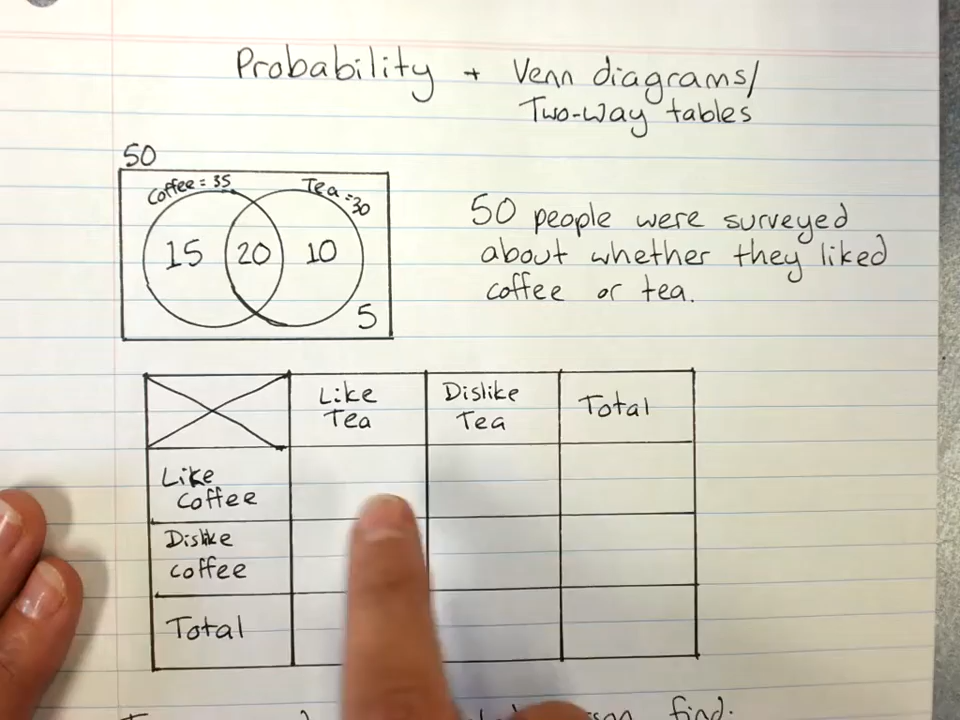 Probability + Venn diagrams/
Two-way tables
50
Coffee = 35
Tea = 30
15 20 10
5
50 people were surveyed
about whether they liked
coffee or tea.
Like Tea
Dislike Tea
Total
Like Coffee
Dislike coffee
Total
find.